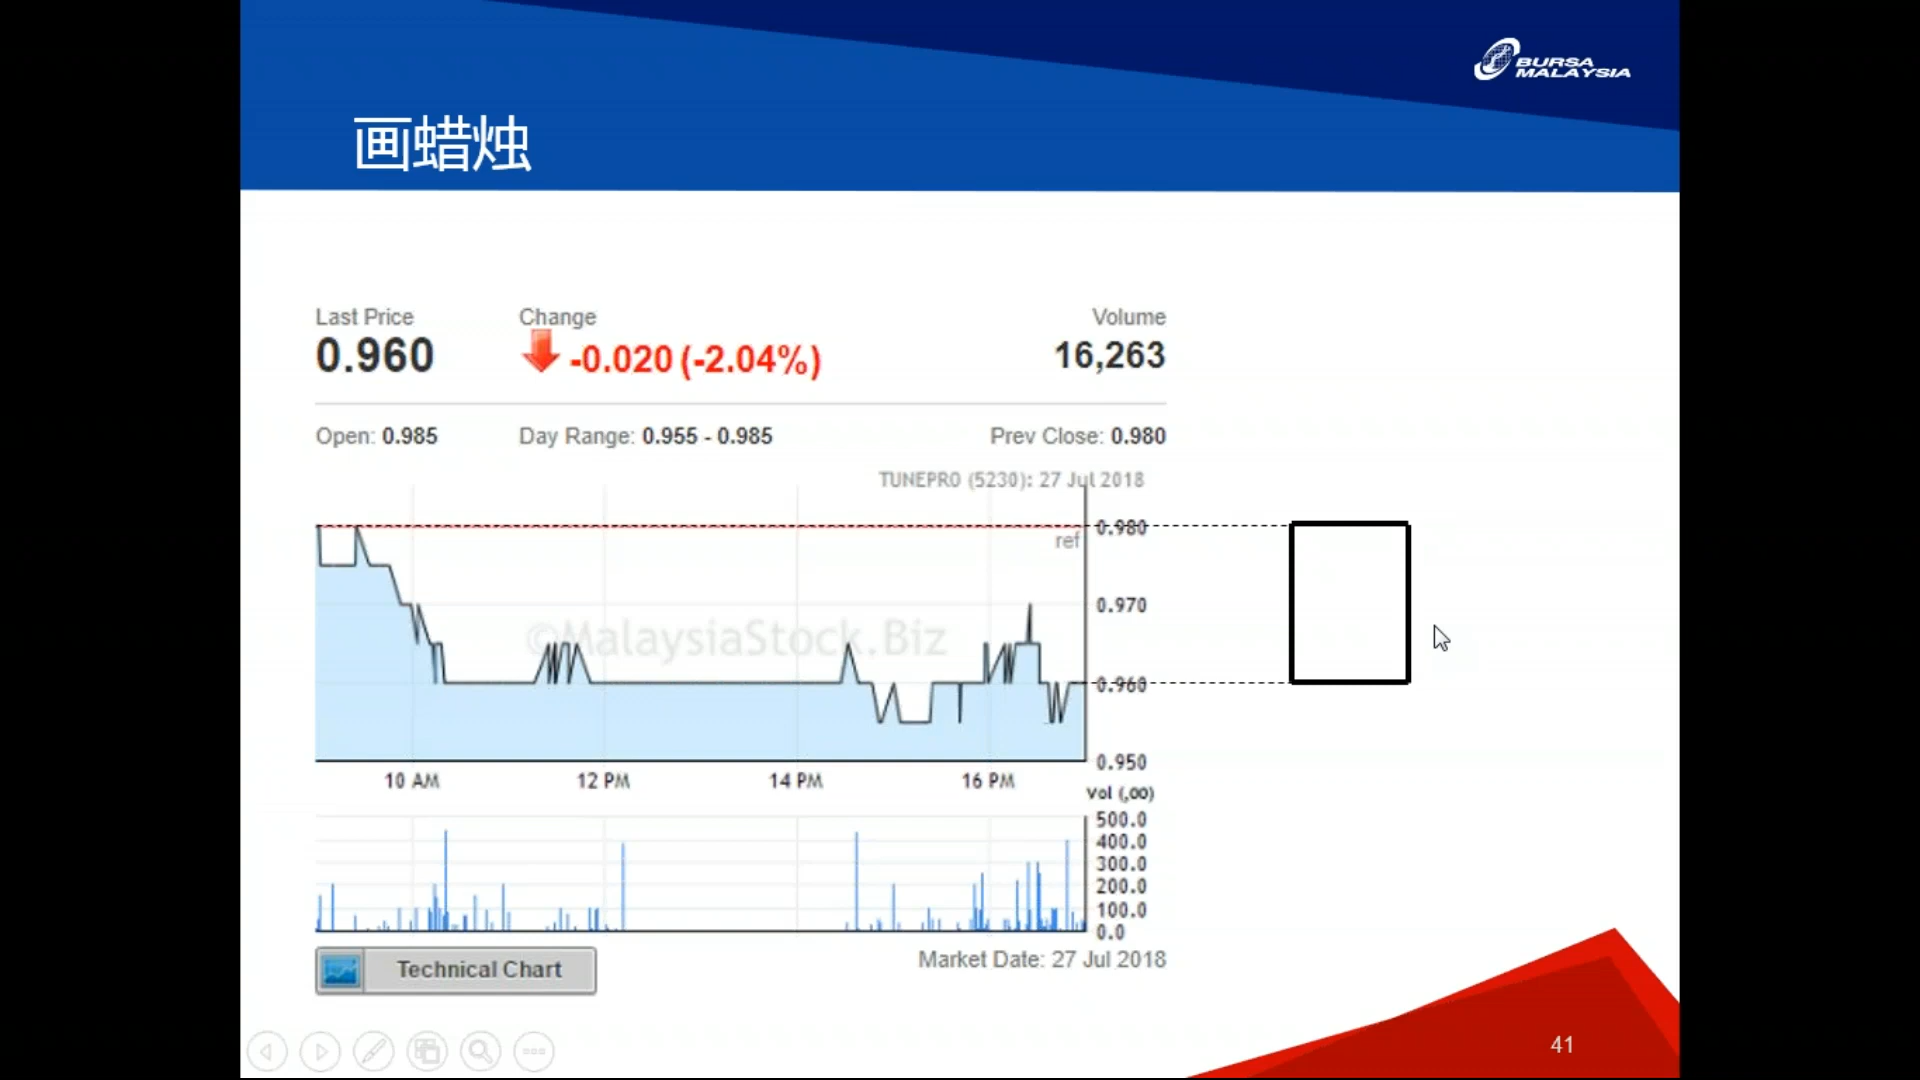 BURSA
MALAYSIA
画蜡烛
Last Price
Change
Volume
0.960
-0.020 (-2.04%)
16,263
Open: 0.985
Day Range: 0.955 - 0.985
Prev Close: 0.980
TUNEPRO (5230): 27 Jul 2018
0.980
ref
0.970
©MalaysiaStock.Biz
0.960
0.950
10 AM
12 PM
14 PM
16 PM
Vol (,00)
500.0
400.0
300.0
200.0
100.0
0.0
Technical Chart
Market Date: 27 Jul 2018
41